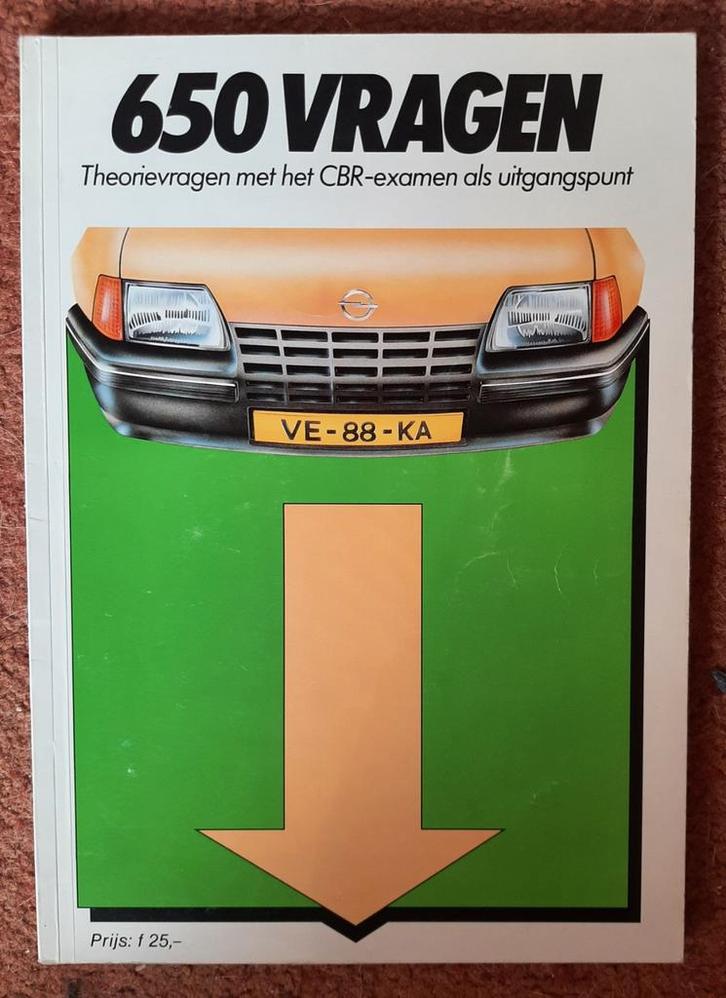 650 VRAGEN
Theorievragen met het CBR-examen als uitgangspunt
VE-88-KA
Prijs: f 25,-